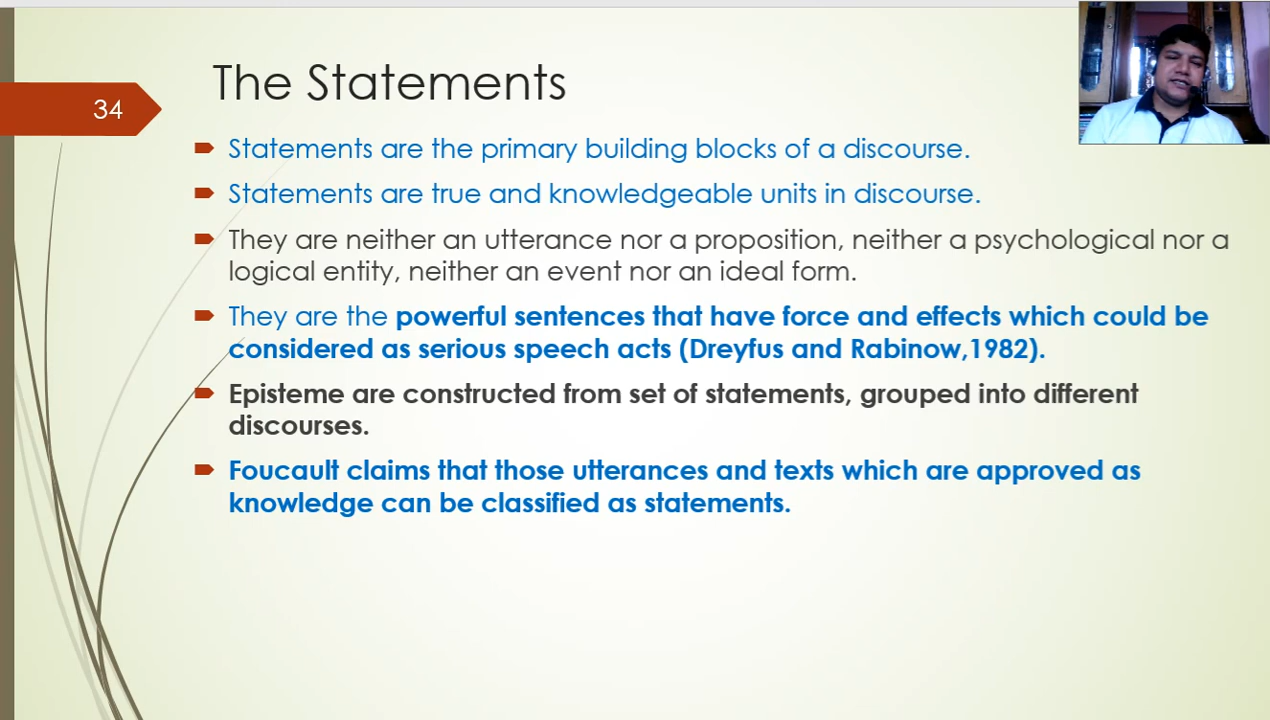 The Statements
34
Statements are the primary building blocks of a discourse.
Statements are true and knowledgeable units in discourse.
They are neither an utterance nor a proposition, neither a psychological nor a
logical entity, neither an event nor an ideal form.
They are the powerful sentences that have force and effects which could be
considered as serious speech acts (Dreyfus and Rabinow,1982).
Episteme are constructed from set of statements, grouped into different
discourses.
Foucault claims that those utterances and texts which are approved as
knowledge can be classified as statements.